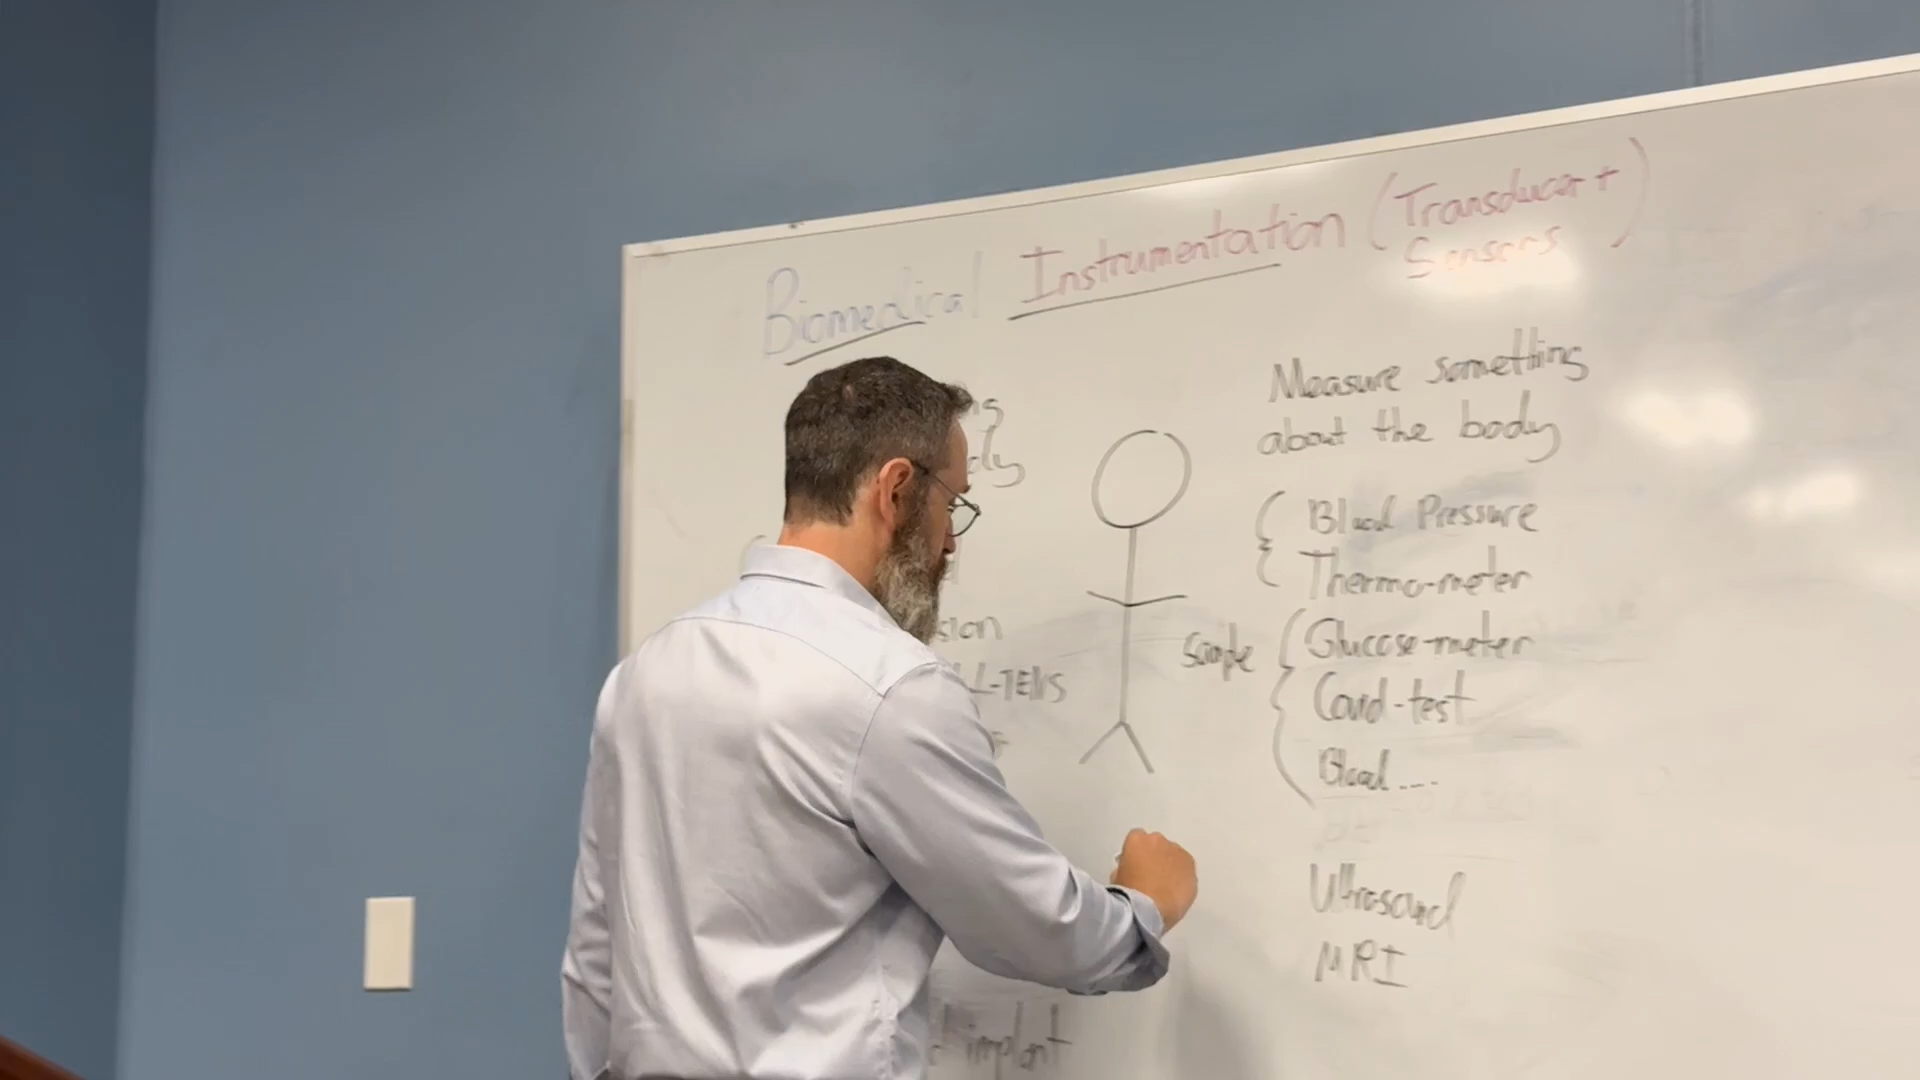 Biomedical Instrumentation (Transducer +
Sensors)
Measure something
about the body
Blood Pressure
Thermo-meter
Sample
Glucose-meter
Covid-test
Blood ....
Ultrasound
MRI
-TENS
implant